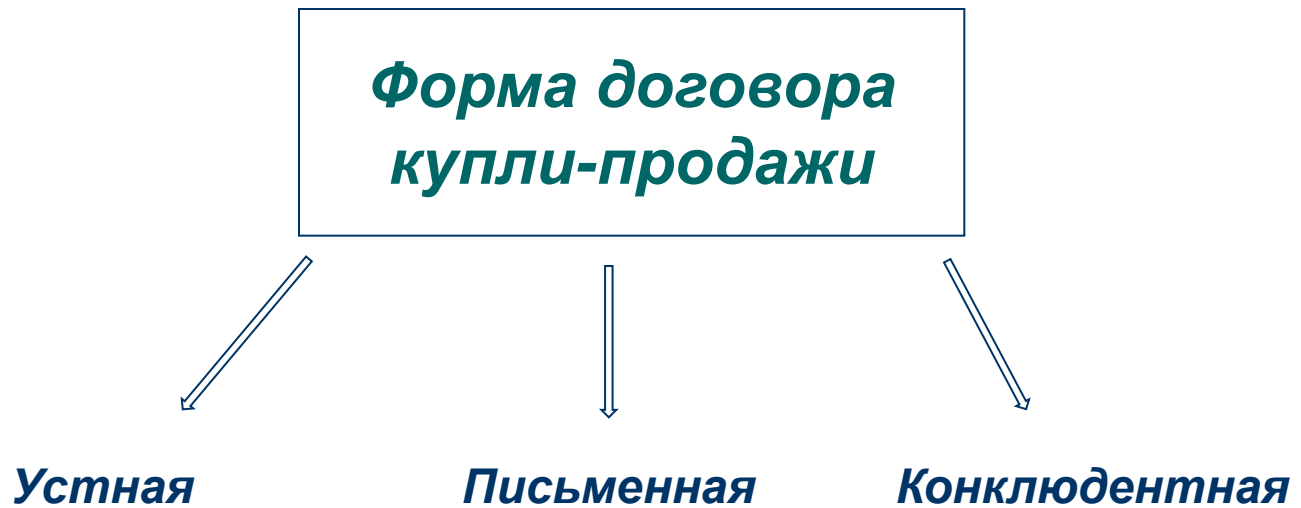 Форма договора
купли-продажи
Устная
Письменная
Конклюдентная